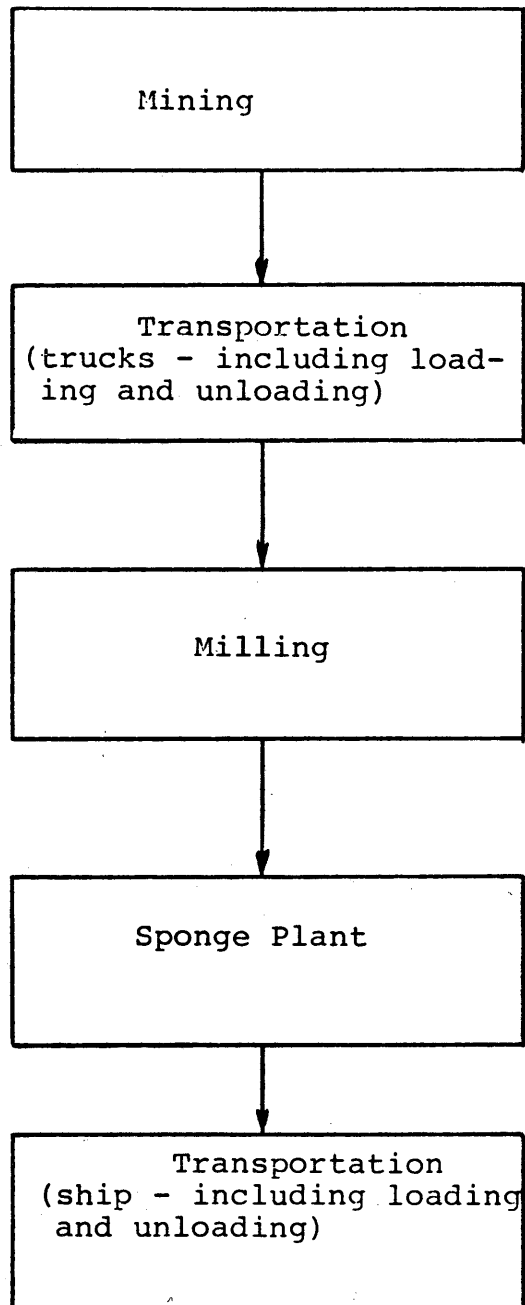 Mining
Transportation
(trucks - including load-
ing and unloading)
Milling
Sponge Plant
Transportation
(ship - including loading
and unloading)